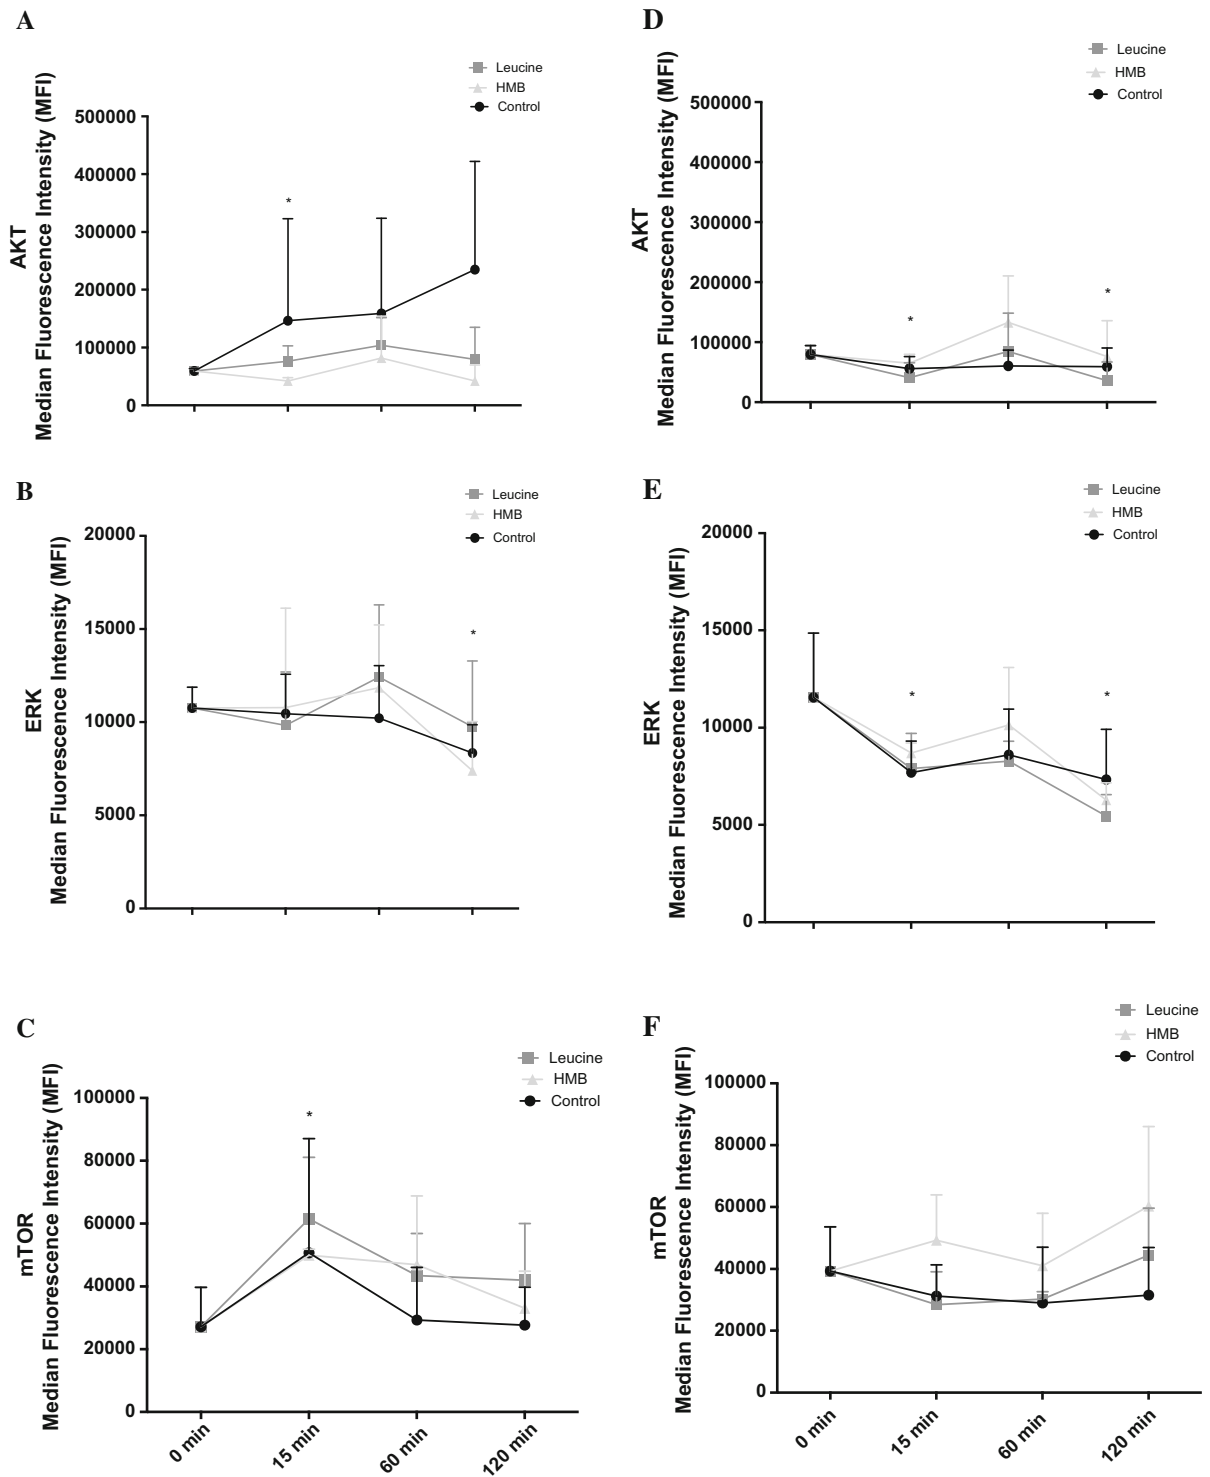 A
Leucine
HMB
Control
AKT
Median Fluorescence Intensity (MFI)
500000
400000
300000
200000
100000
0
*
B
Leucine
HMB
Control
ERK
Median Fluorescence Intensity (MFI)
20000
15000
10000
5000
0
*
C
Leucine
HMB
Control
mTOR
Median Fluorescence Intensity (MFI)
100000
80000
60000
40000
20000
0
*
0 min
15 min
60 min
120 min
D
Leucine
HMB
Control
AKT
Median Fluorescence Intensity (MFI)
500000
400000
300000
200000
100000
0
*
*
E
Leucine
HMB
Control
ERK
Median Fluorescence Intensity (MFI)
20000
15000
10000
5000
0
*
*
F
Leucine
HMB
Control
mTOR
Median Fluorescence Intensity (MFI)
100000
80000
60000
40000
20000
0
0 min
15 min
60 min
120 min